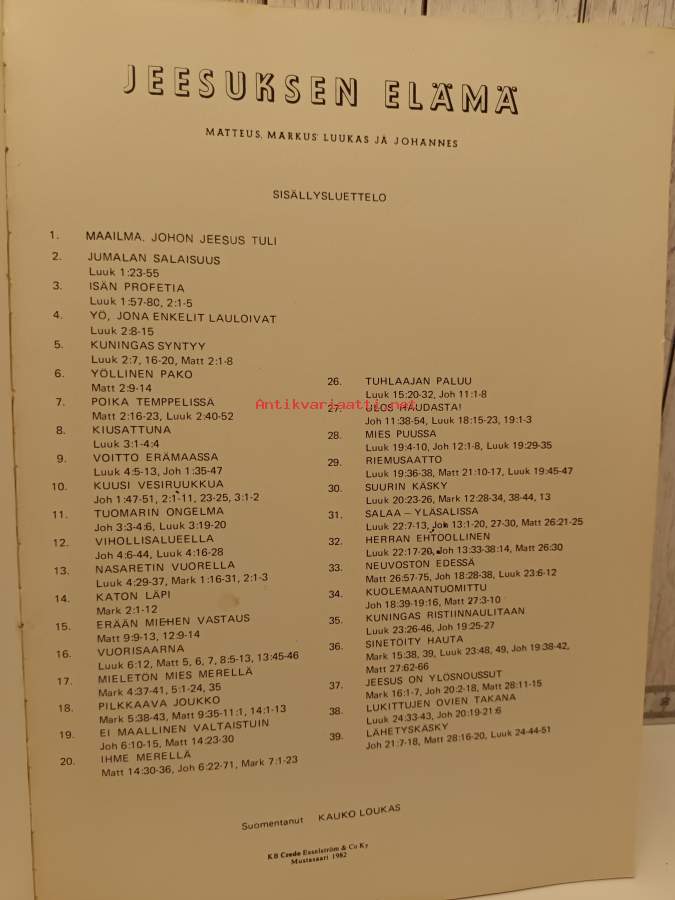 JEESUKSEN ELÄMÄ
MATTEUS, MARKUS' LUUKAS JÄ JOHANNES
SISÄLLYSLUETTELO
1. MAAILMA, JOHON JEESUS TULI
2. JUMALAN SALAISUUS
Luuk 1:23-55
3. ISÄN PROFETIA
Luuk 1:57-80, 2:1-5
4. YÖ, JONA ENKELIT LAULOIVAT
Luuk 2:8-15
5. KUNINGAS SYNTYY
Luuk 2:7, 16-20, Matt 2:1-8
6. YÖLLINEN PAKO
Matt 2:9-14
7. POIKA TEMPPELISSÄ
Matt 2:16-23, Luuk 2:40-52
8. KIUSATTUNA
Luuk 3:1-4:4
9. VOITTO ERÄMAASSA
Luuk 4:5-13, Joh 1:35-47
10. KUUSI VESIRUUKKUA
Joh 1:47-51, 2:1-11, 23-25, 3:1-2
11. TUOMARIN ONGELMA
Joh 3:3-4:6, Luuk 3:19-20
12. VIHOLLISALUEELLA
Joh 4:6-44, Luuk 4:16-28
13. NASARETIN VUORELLA
Luuk 4:29-37, Mark 1:16-31, 2:1-3
14. KATON LÄPI
Mark 2:1-12
15. ERÄÄN MIEHEN VASTAUS
Matt 9:9-13, 12:9-14
16. VUORISAARNA
Luuk 6:12, Matt 5, 6, 7, 8:5-13, 13:45-46
17. MIELETÖN MIES MERELLÄ
Mark 4:37-41, 5:1-24, 35
18. PILKKAAVA JOUKKO
Mark 5:38-43, Matt 9:35-11:1, 14:1-13
19. EI MAALLINEN VALTAISTUIN
Joh 6:10-15, Matt 14:23-30
20. IHME MERELLÄ
Matt 14:30-36, Joh 6:22-71, Mark 7:1-23
26. TUHLAAJAN PALUU
Luuk 15:20-32, Joh 11:1-8
Antikvariaatti.net
27. ULOS HAUDASTA!
Joh 11:38-54, Luuk 18:15-23, 19:1-3
28. MIES PUUSSA
Luuk 19:4-10, Joh 12:1-8, Luuk 19:29-35
29. RIEMUSAATTO
Luuk 19:36-38, Matt 21:10-17, Luuk 19:45-47
30. SUURIN KÄSKY
Luuk 20:23-26, Mark 12:28-34, 38-44, 13
31. SALAA – YLÄSALISSA
Luuk 22:7-13, Joh 13:1-20, 27-30, Matt 26:21-25
32. HERRAN EHTOOLLINEN
Luuk 22:17-20, Joh 13:33-38:14, Matt 26:30
33. NEUVOSTON EDESSÄ
Matt 26:57-75, Joh 18:28-38, Luuk 23:6-12
34. KUOLEMAANTUOMITTU
Joh 18:39-19:16, Matt 27:3-10
35. KUNINGAS RISTIINNAULITAAN
Luuk 23:26-46, Joh 19:25-27
36. SINETÖITY HAUTA
Mark 15:38, 39, Luuk 23:48, 49, Joh 19:38-42,
Matt 27:62-66
37. JEESUS ON YLÖSNOUSSUT
Mark 16:1-7, Joh 20:2-18, Matt 28:11-15
38. LUKITTUJEN OVIEN TAKANA
Luuk 24:33-43, Joh 20:19-21:6
39. LÄHETYSKÄSKY
Joh 21:7-18, Matt 28:16-20, Luuk 24-44-51
Suomentanut KAUKO LOUKAS
KB Credo Esselström & Co Ky
Mustasaari 1982